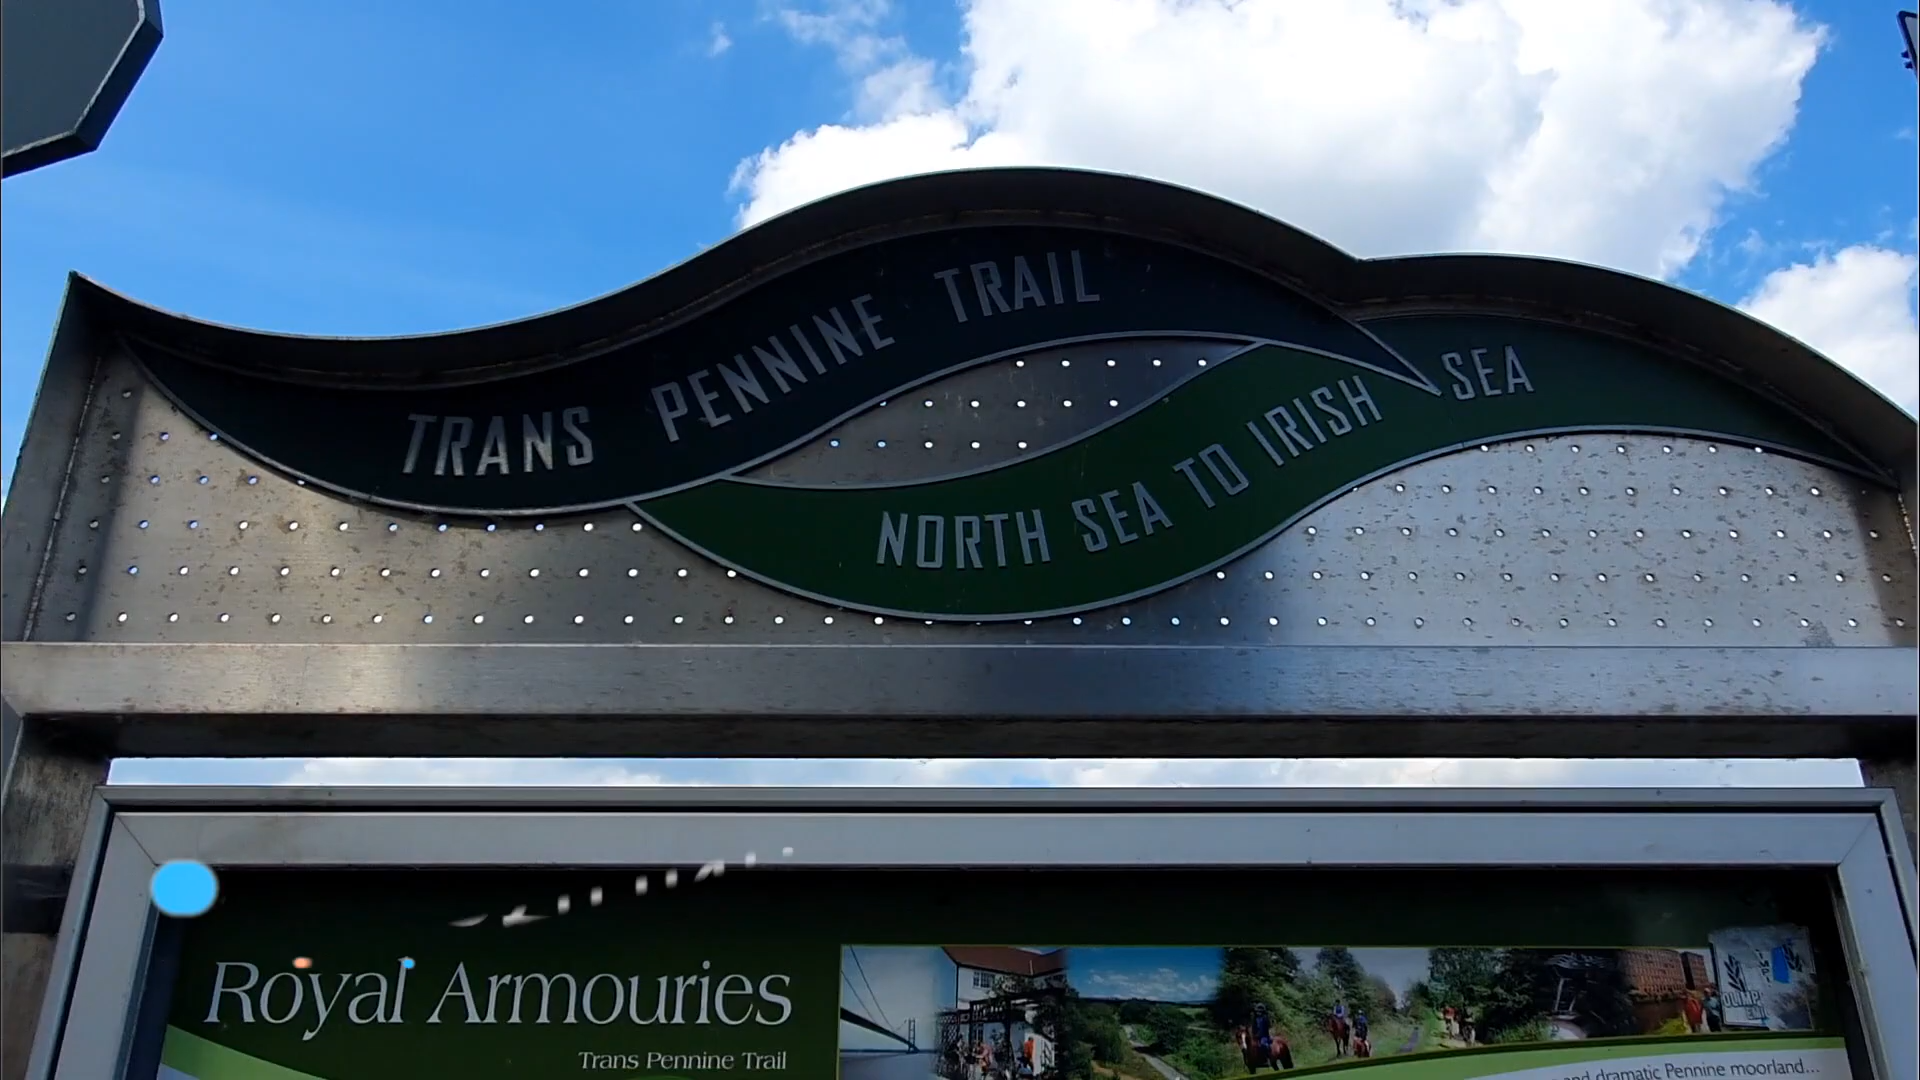 TRANS PENNINE TRAIL
NORTH SEA TO IRISH SEA
Royal Armouries
Trans Pennine Trail
and dramatic Pennine moorland...